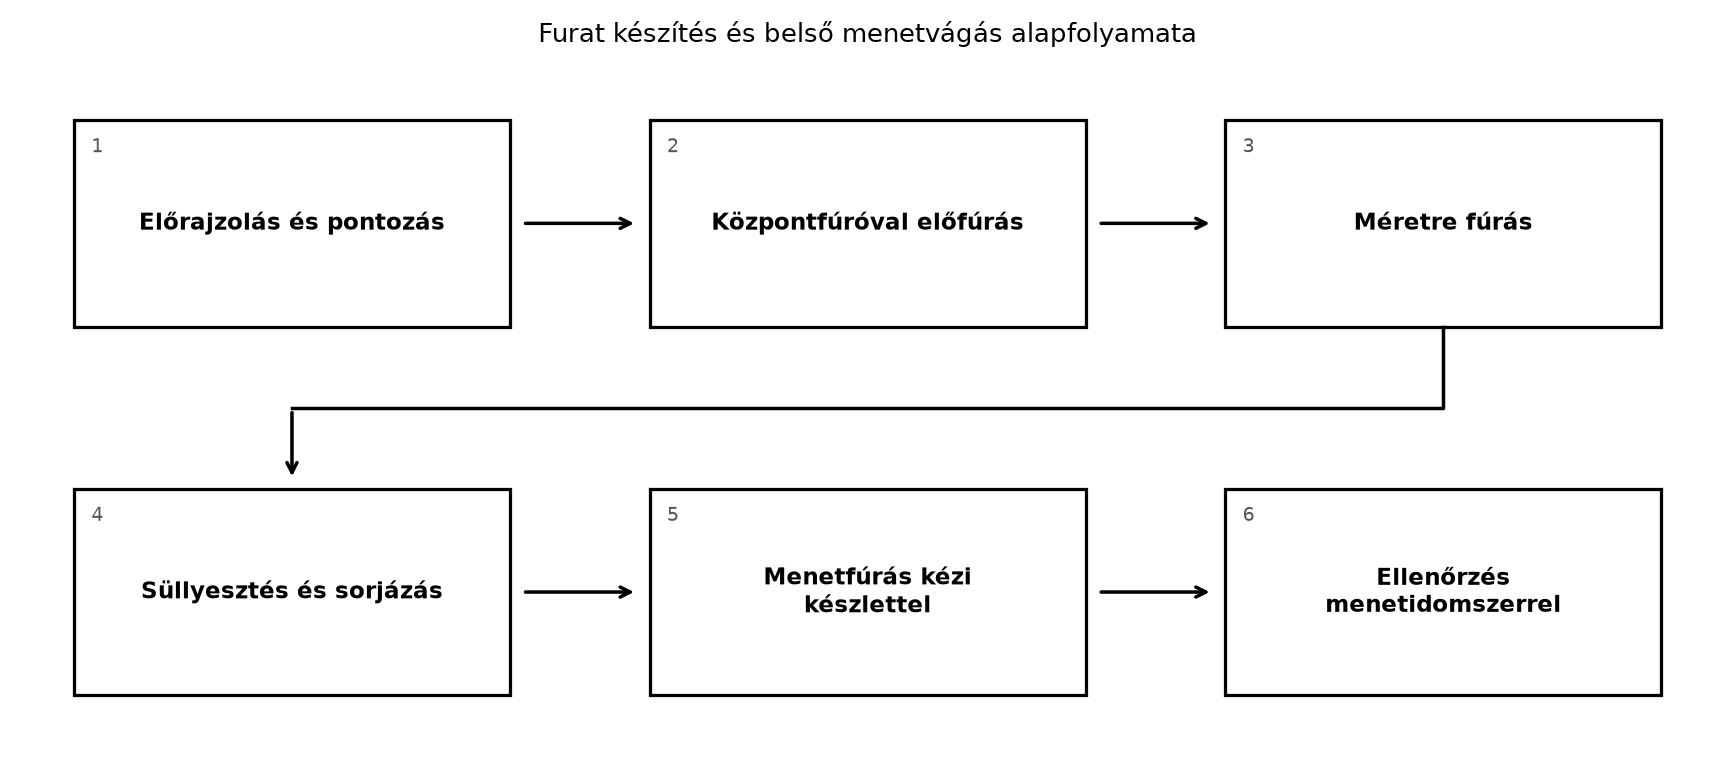 Furat készítés és belső menetvágás alapfolyamata
1
Előrajzolás és pontozás
2
Központfúróval előfúrás
3
Méretre fúrás
4
Süllyesztés és sorjázás
5
Menetfúrás kézi
készlettel
6
Ellenőrzés
menetidomszerrel